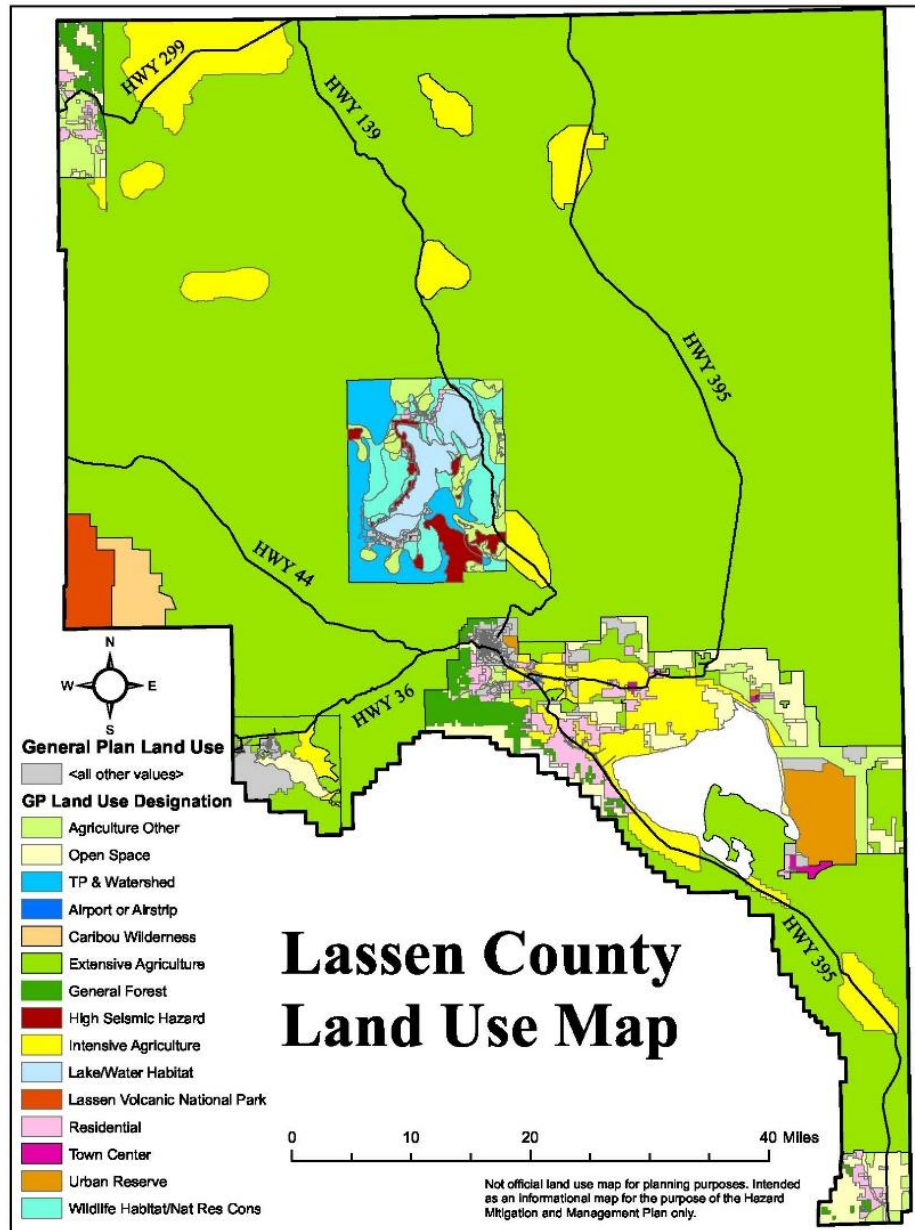 HWY 299
HWY 139
HWY 395
HWY 44
HWY 36
HWY 395
N
W E
S
General Plan Land Use
<all other values>
GP Land Use Designation
Agriculture Other
Open Space
TP & Watershed
Airport or Airstrip
Caribou Wilderness
Extensive Agriculture
General Forest
High Seismic Hazard
Intensive Agriculture
Lake/Water Habitat
Lassen Volcanic National Park
Residential
Town Center
Urban Reserve
Wildlife Habitat/Nat Res Cons
Lassen County
Land Use Map
0 20 40 Miles
Not official land use map for planning purposes. Intended
as an informational map for the purpose of the Hazard
Mitigation and Management Plan only.